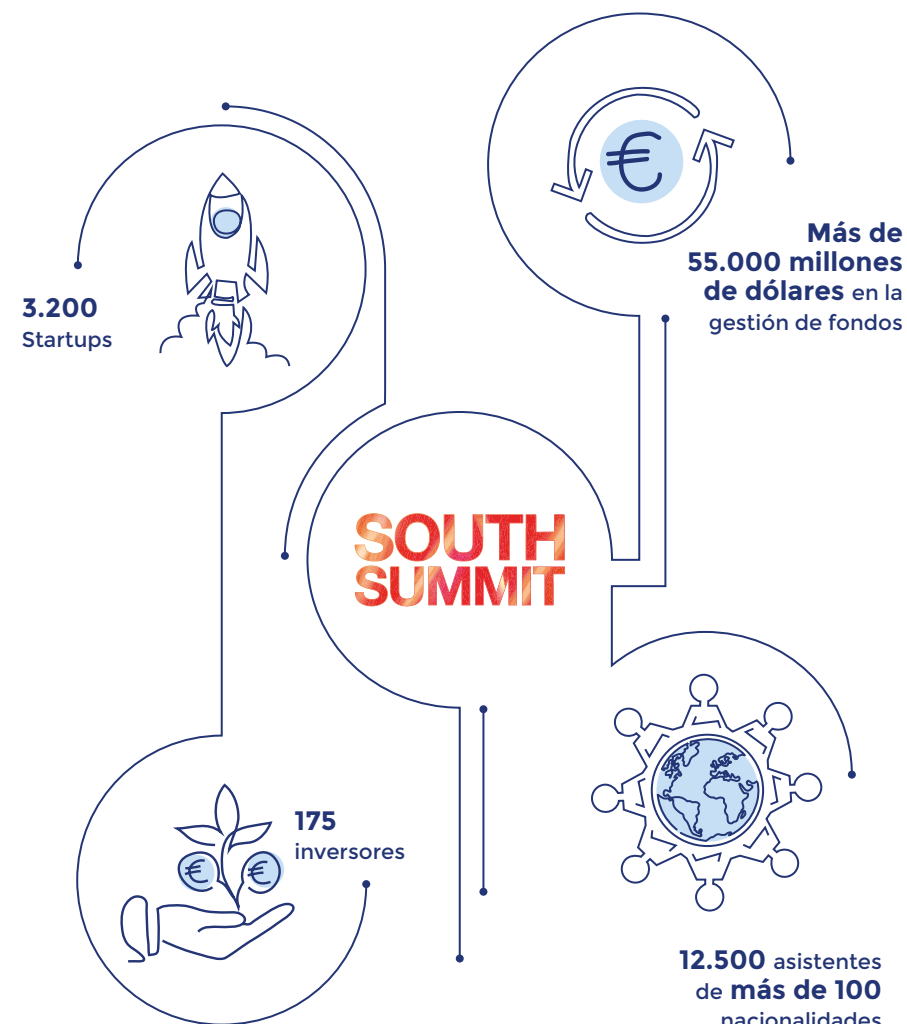 Más de
55.000 millones
de dólares en la
gestión de fondos
3.200
Startups
SOUTH
SUMMIT
175
inversores
12.500 asistentes
de más de 100
nacionalidades